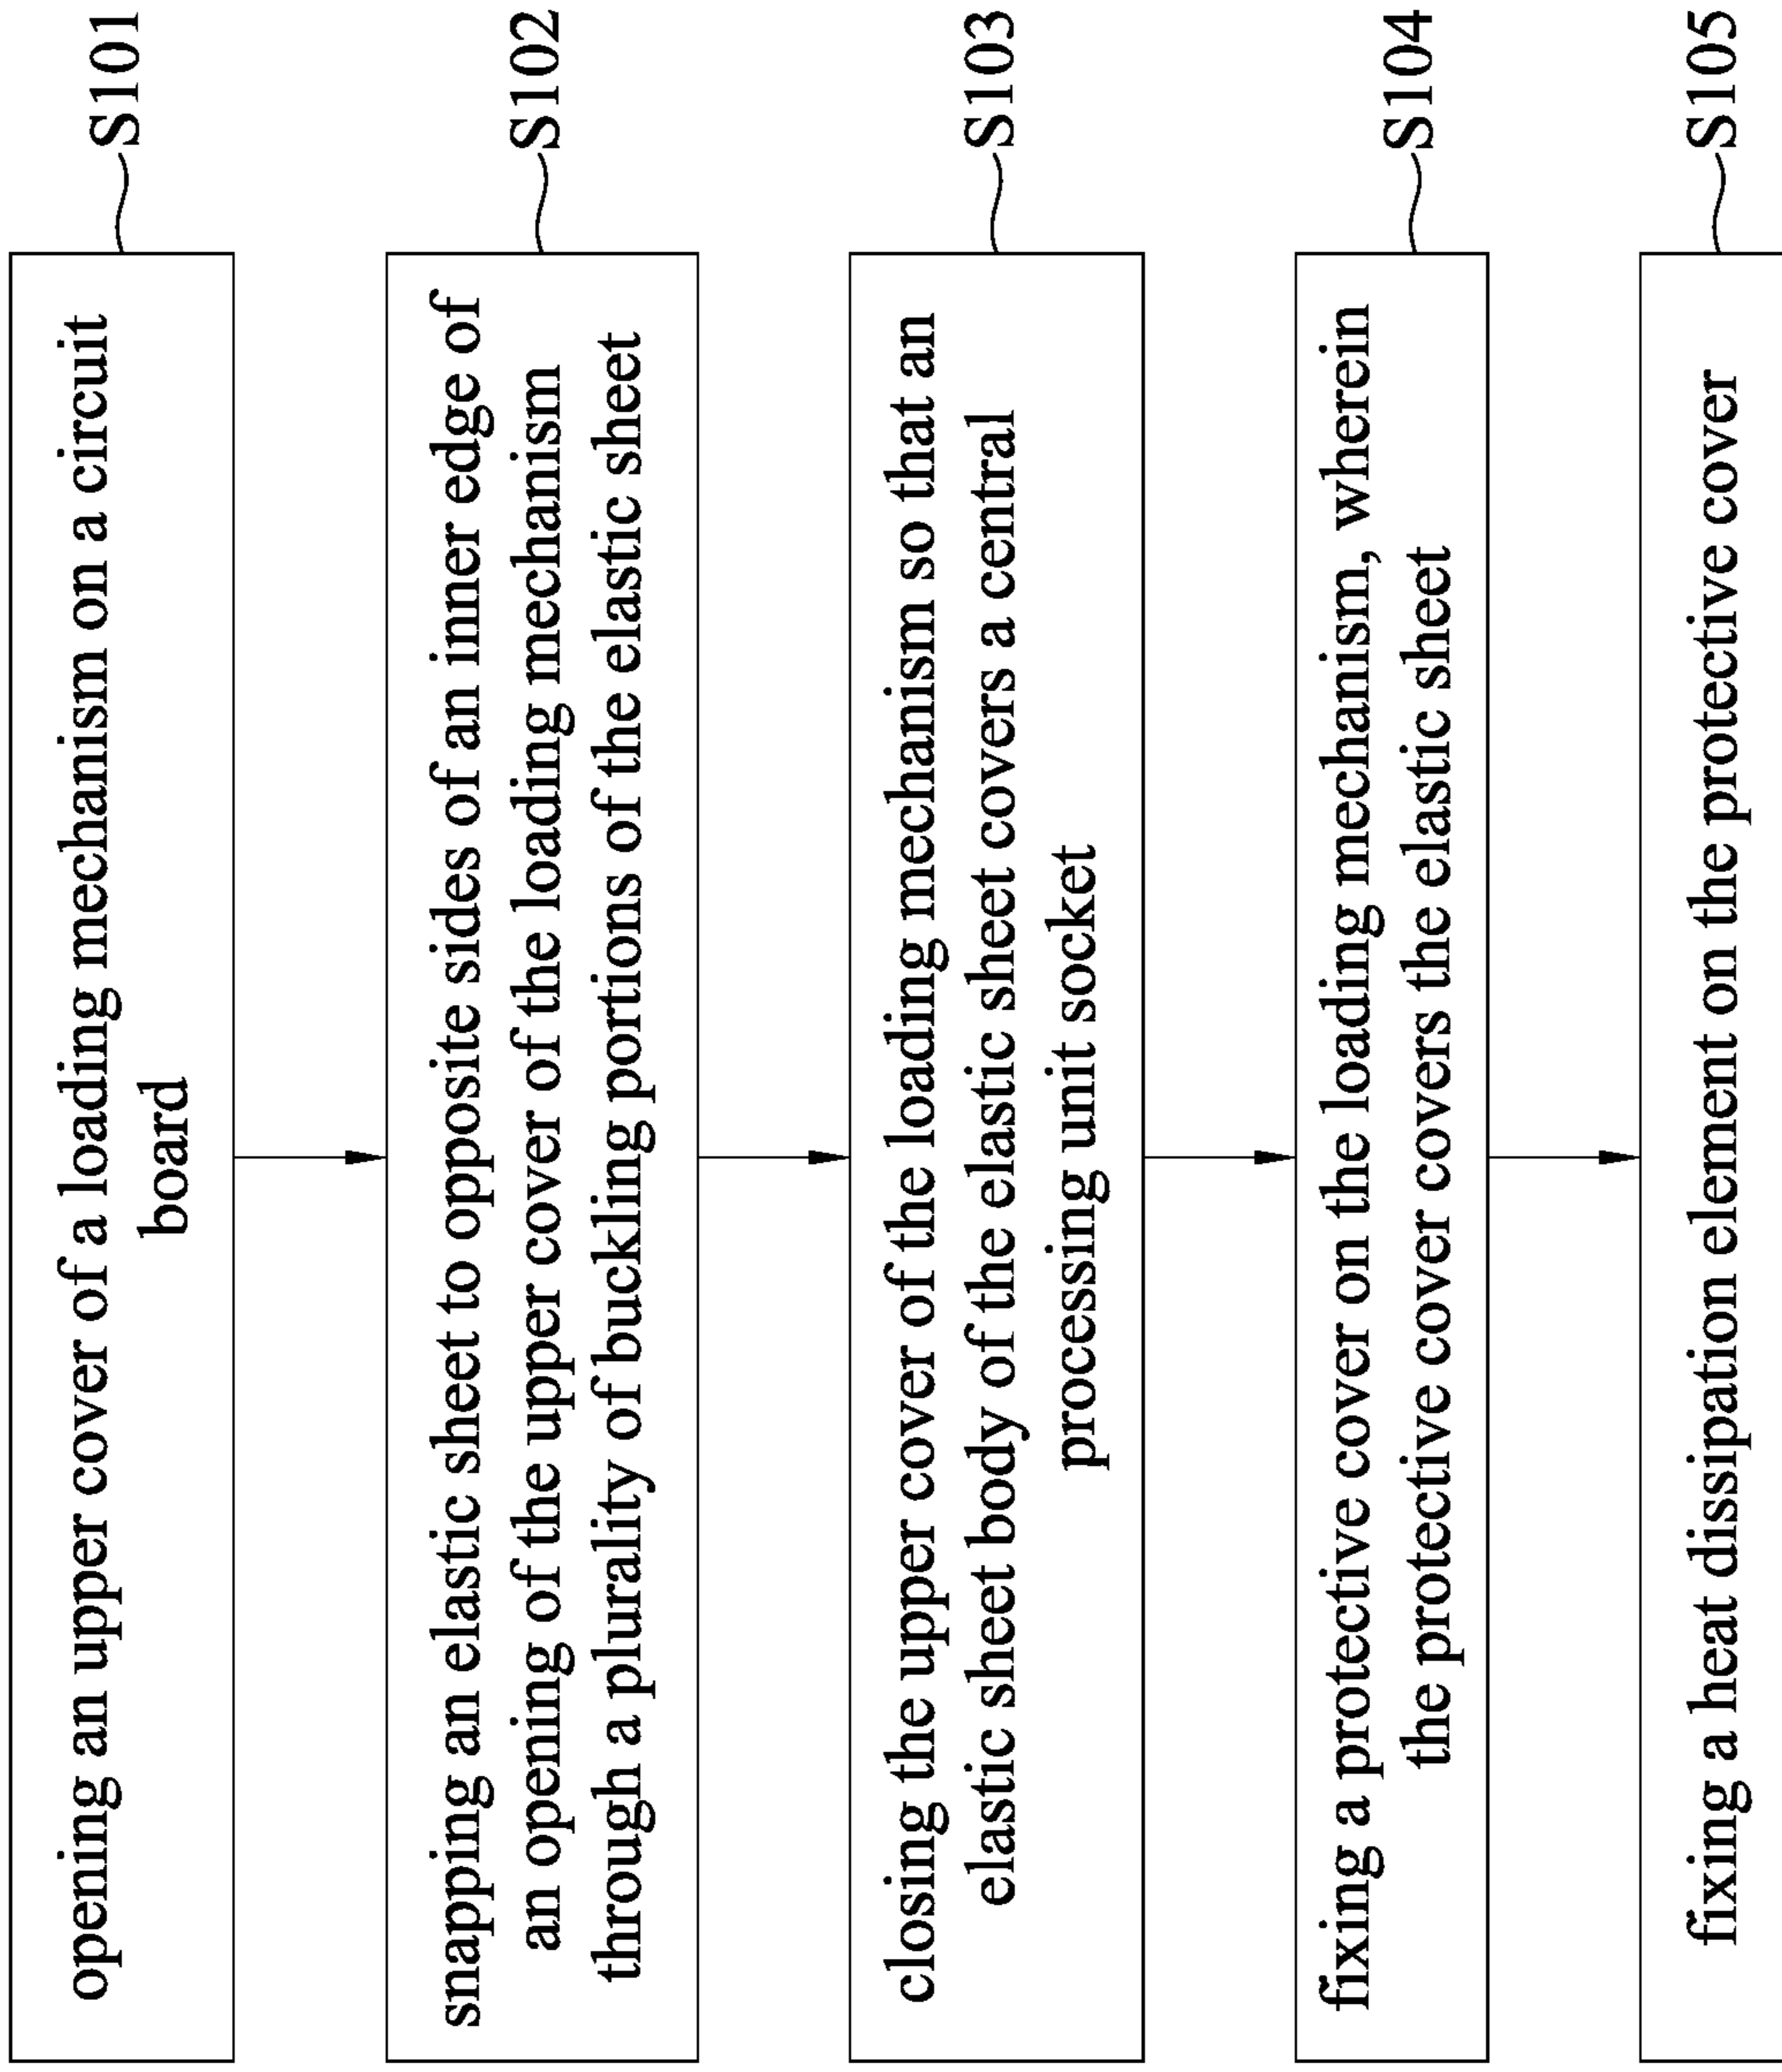 opening an upper cover of a loading mechanism on a circuit
board
S101
snapping an elastic sheet to opposite sides of an inner edge of
an opening of the upper cover of the loading mechanism
through a plurality of buckling portions of the elastic sheet
S102
closing the upper cover of the loading mechanism so that an
elastic sheet body of the elastic sheet covers a central
processing unit socket
S103
fixing a protective cover on the loading mechanism, wherein
the protective cover covers the elastic sheet
S104
fixing a heat dissipation element on the protective cover
S105